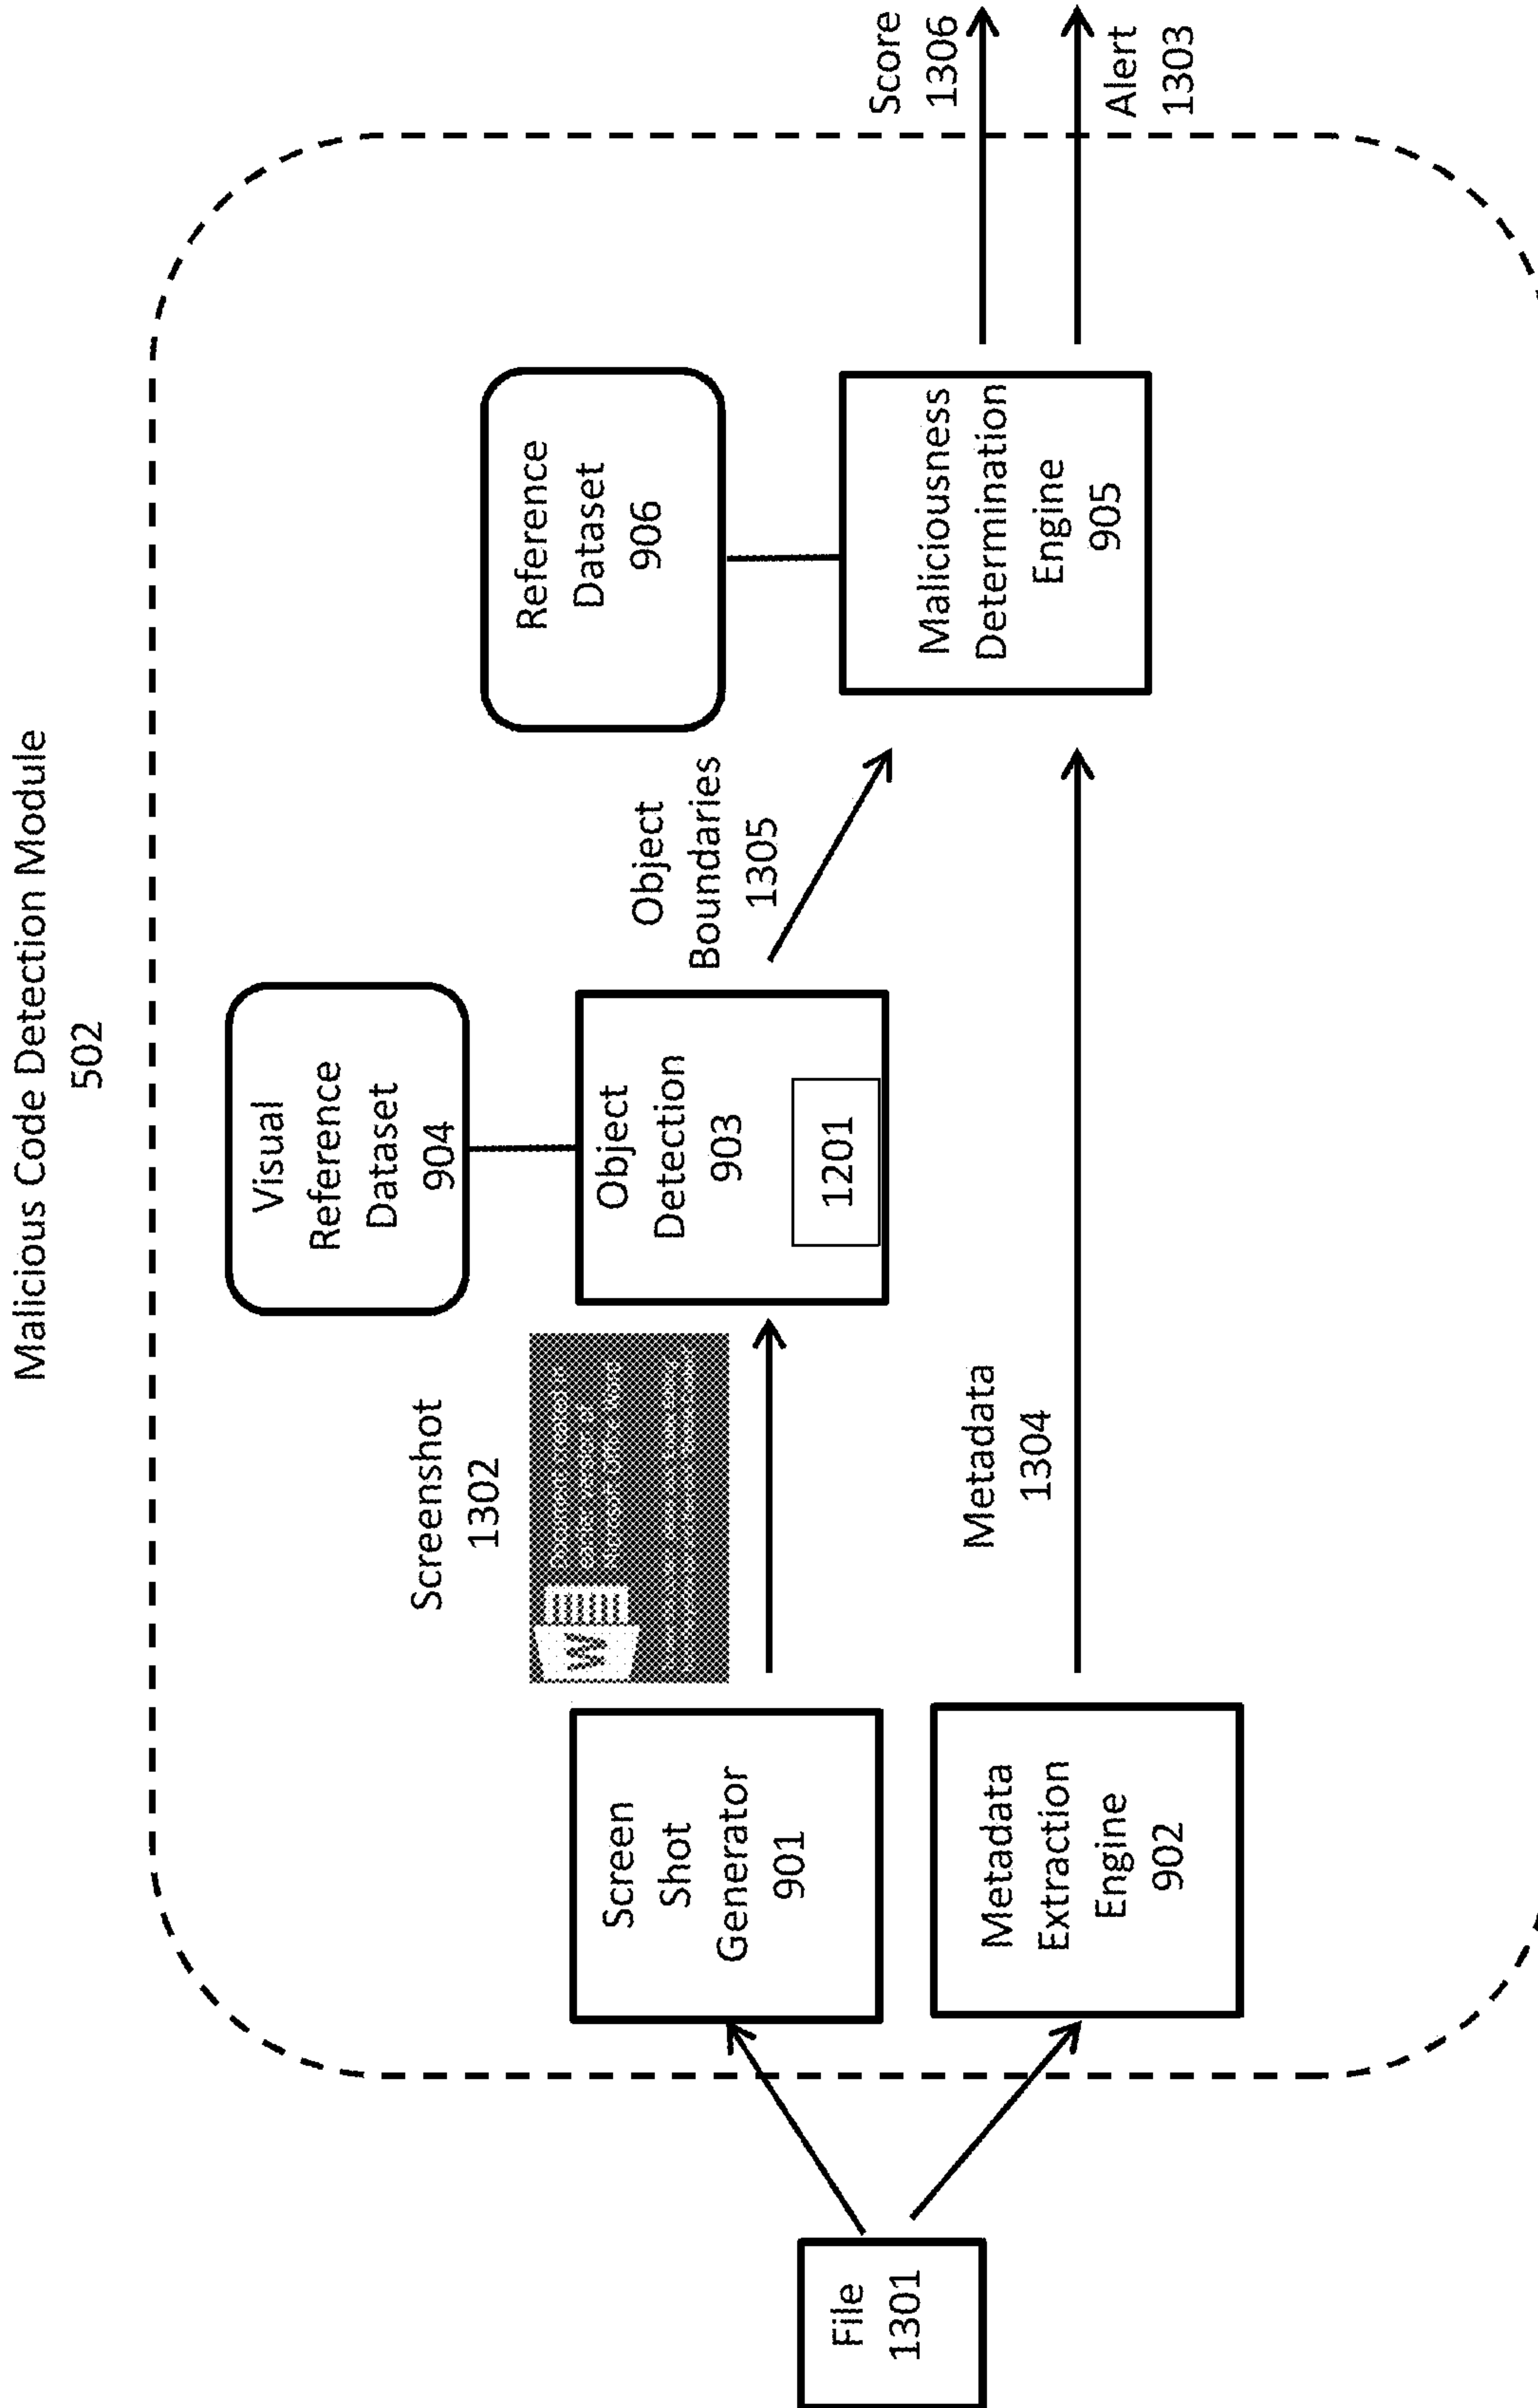 Malicious Code Detection Module
502
File
1301
Screen
Shot
Generator
901
Metadata
Extraction
Engine
902
Screenshot
1302
W
Metadata
1304
Visual
Reference
Dataset
904
Object
Detection
903
1201
Object
Boundaries
1305
Reference
Dataset
906
Maliciousness
Determination
Engine
905
Score
1306
Alert
1303